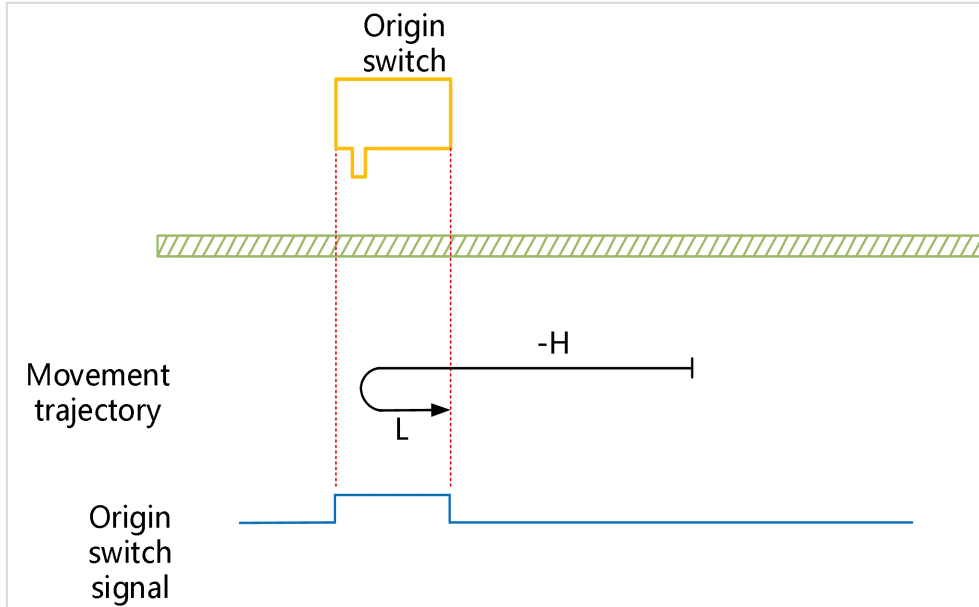 Origin
switch
-H
Movement
trajectory
L
Origin
switch
signal